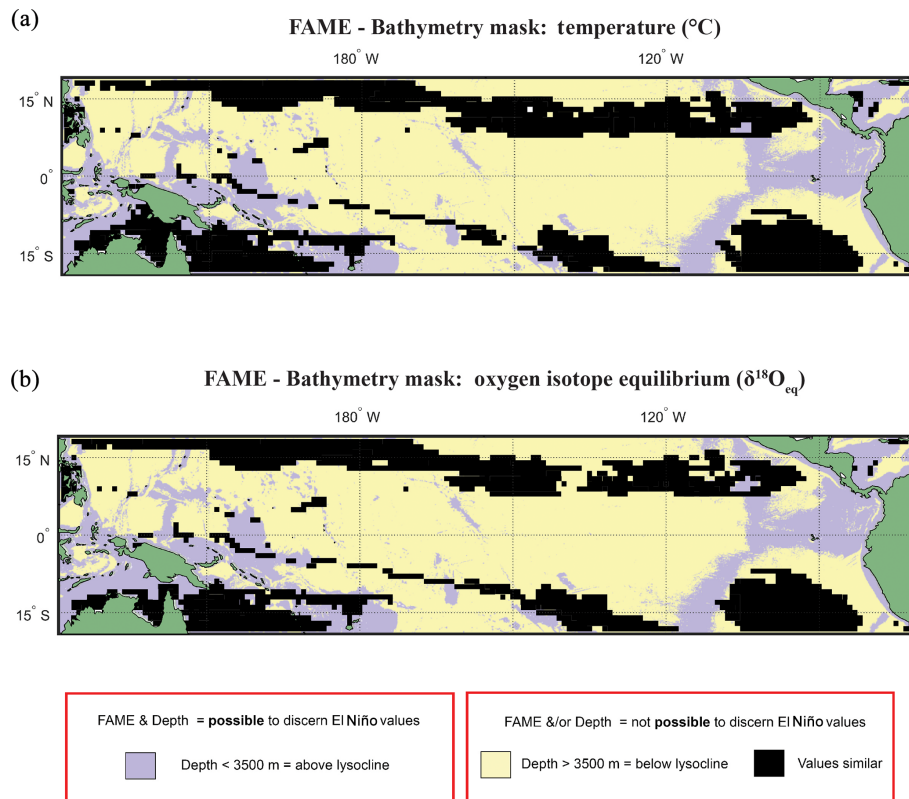 (a)
FAME - Bathymetry mask: temperature (°C)
180° W
120° W
15° N
0°
15° S
(b)
FAME - Bathymetry mask: oxygen isotope equilibrium (δ¹⁸Oₑq)
180° W
120° W
15° N
0°
15° S
FAME & Depth = possible to discern El Niño values
Depth < 3500 m = above lysocline
FAME &/or Depth = not possible to discern El Niño values
Depth > 3500 m = below lysocline
Values similar